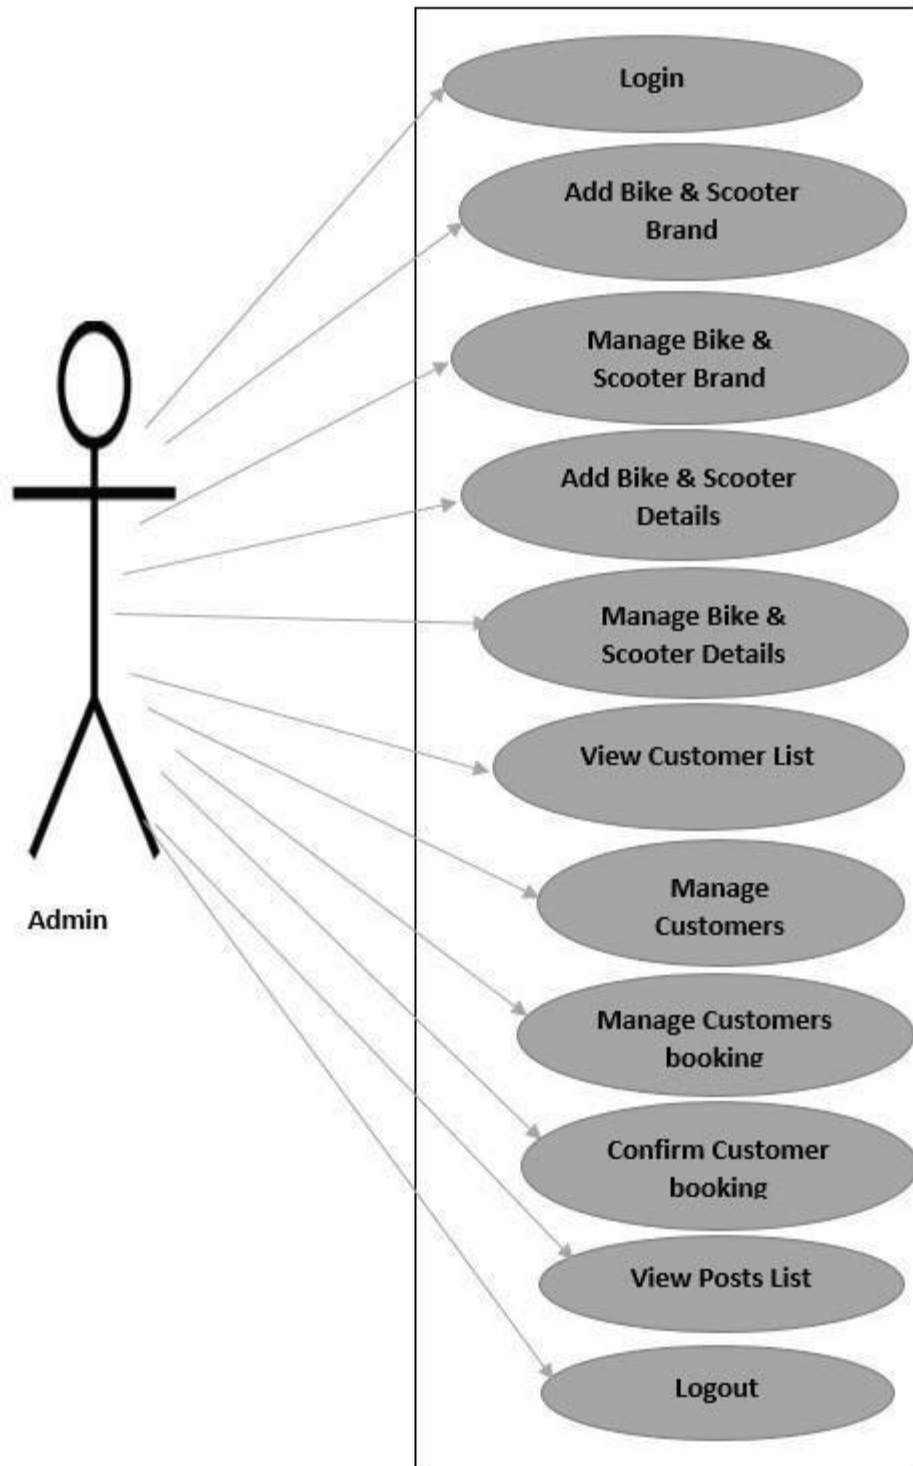 Login
Add Bike & Scooter
Brand
Manage Bike &
Scooter Brand
Add Bike & Scooter
Details
Manage Bike &
Scooter Details
View Customer List
Manage
Customers
Admin
Manage Customers
booking
Confirm Customer
booking
View Posts List
Logout